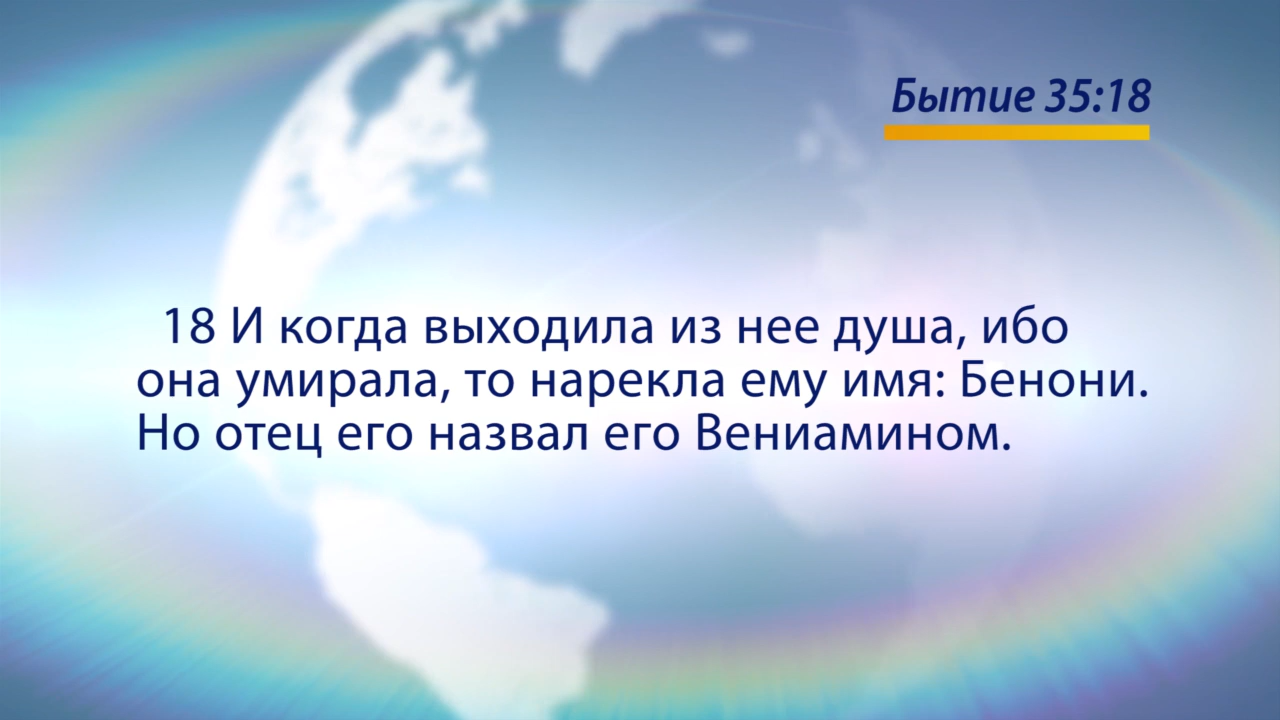 Бытие 35:18
18 И когда выходила из нее душа, ибо
она умирала, то нарекла ему имя: Бенони.
Но отец его назвал его Вениамином.